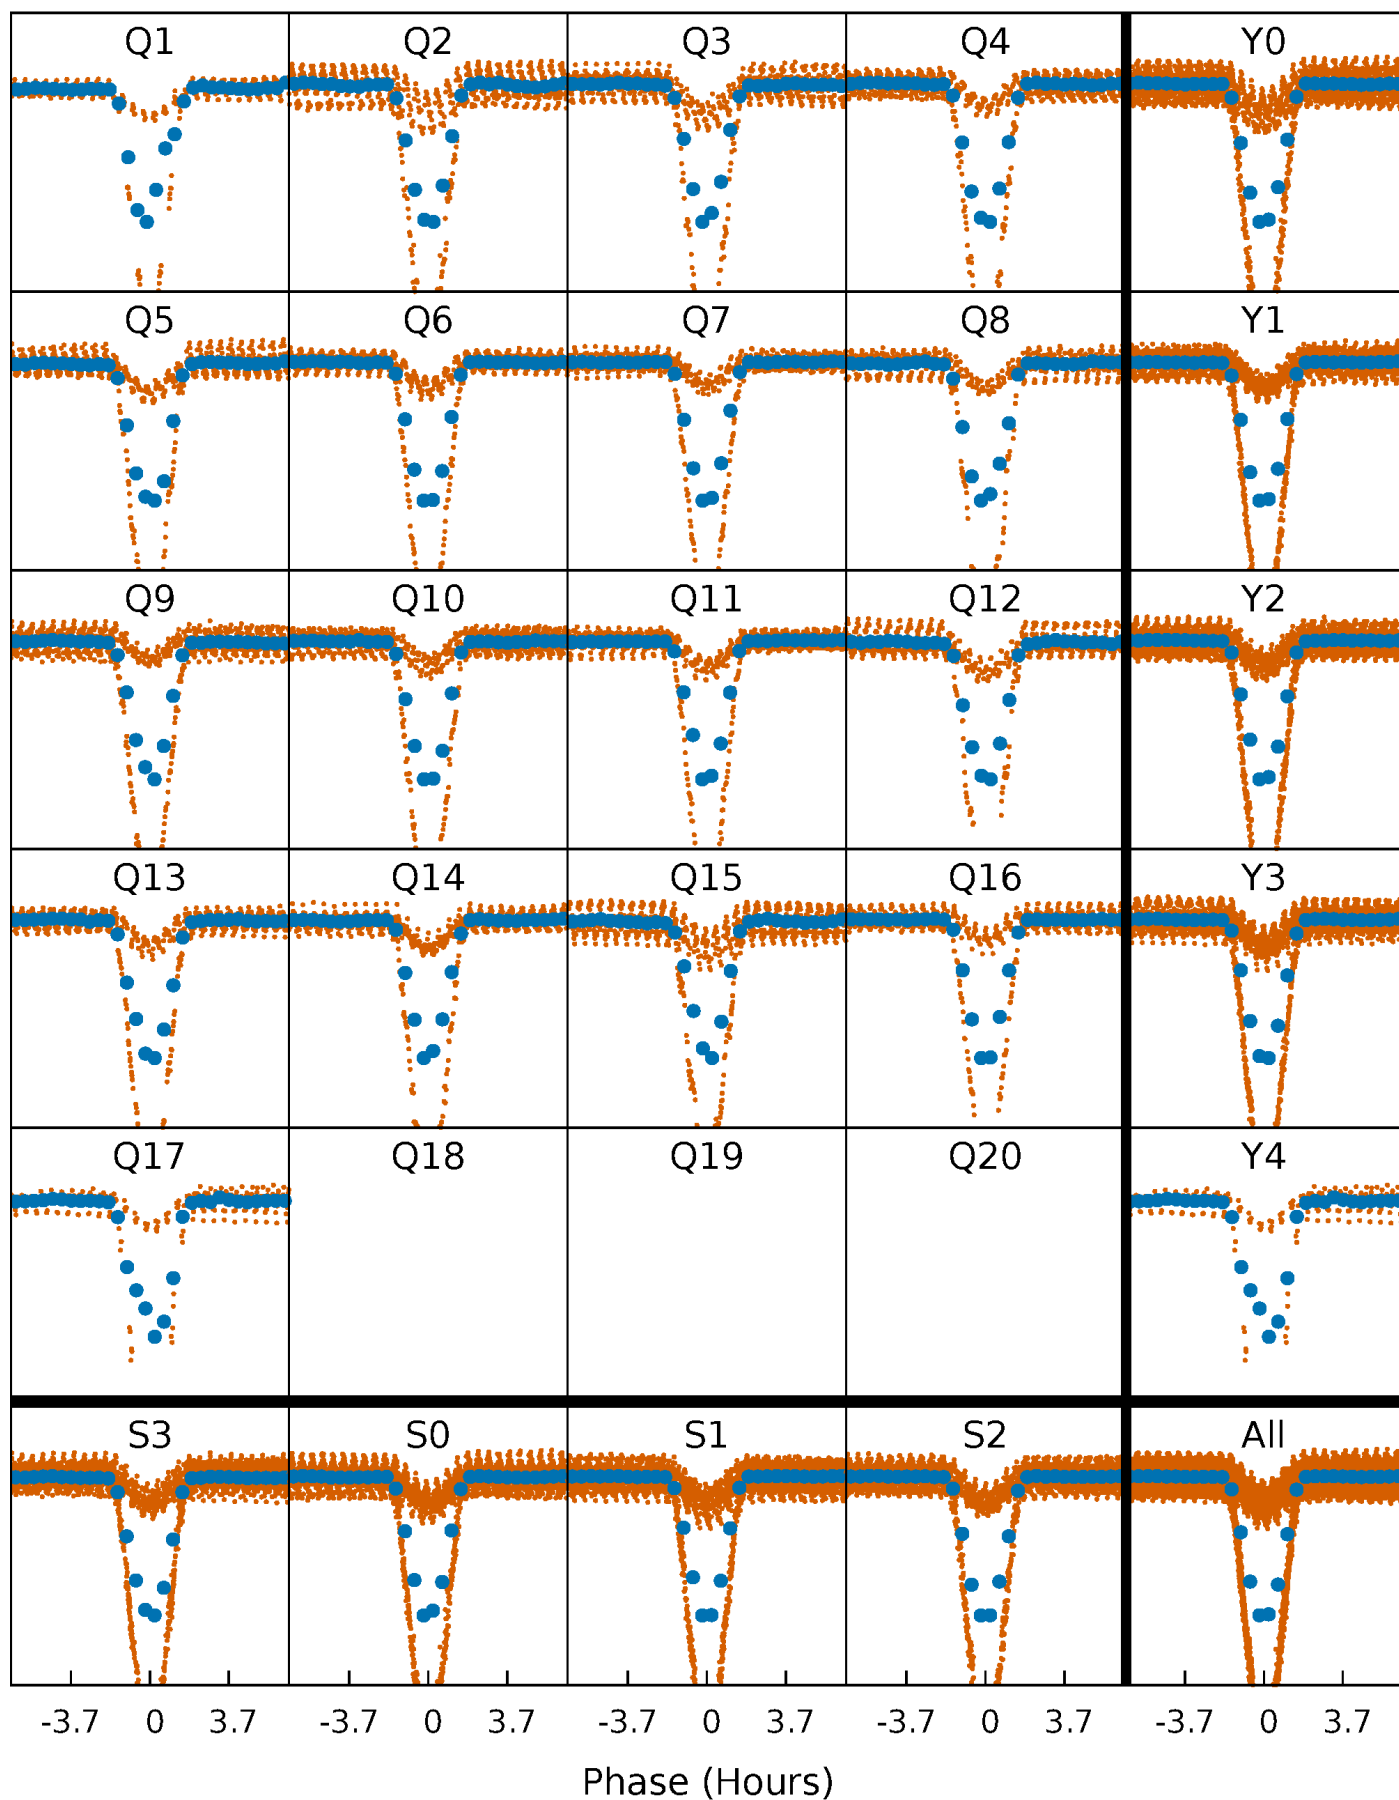 Q1 Q2 Q3 Q4 Y0
Q5 Q6 Q7 Q8 Y1
Q9 Q10 Q11 Q12 Y2
Q13 Q14 Q15 Q16 Y3
Q17 Q18 Q19 Q20 Y4
S3 S0 S1 S2 All
-3.7 0 3.7 -3.7 0 3.7 -3.7 0 3.7 -3.7 0 3.7 -3.7 0 3.7
Phase (Hours)